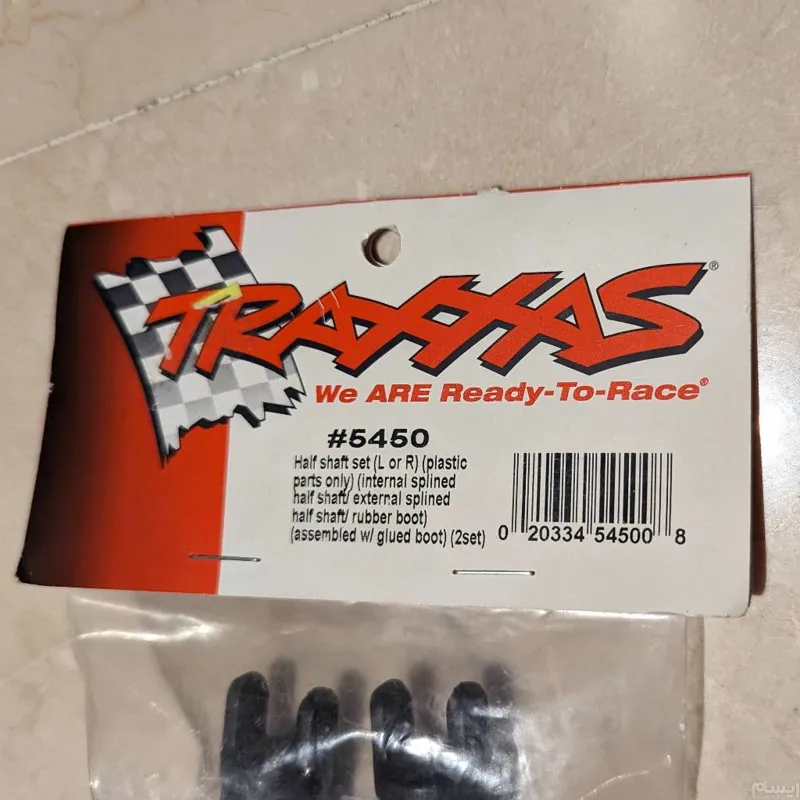 TRAXXAS®
We ARE Ready-To-Race®
#5450
Half shaft set (L or R) (plastic
parts only) (internal splined
half shaft/ external splined
half shaft/ rubber boot)
(assembled w/ glued boot) (2set)
0 20334 54500 8
ایسام